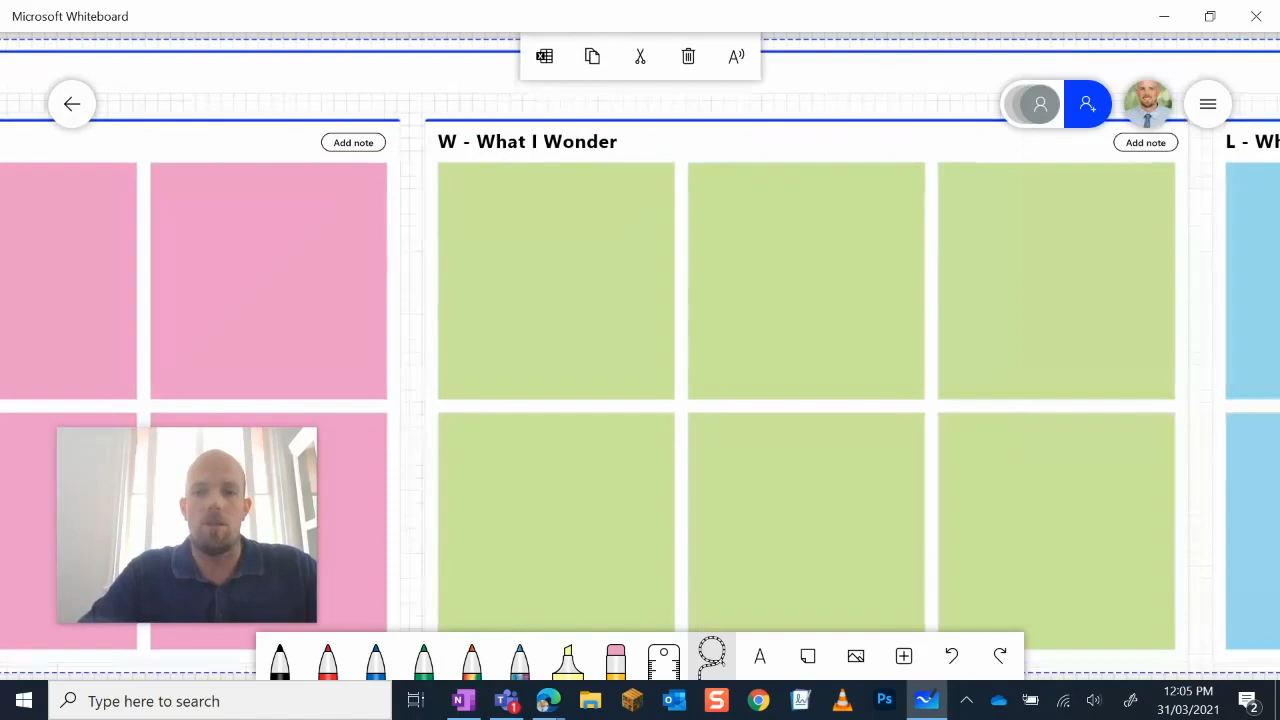 Microsoft Whiteboard
Add note
W - What I Wonder
Add note
L - Wh
Type here to search
12:05 PM
31/03/2021